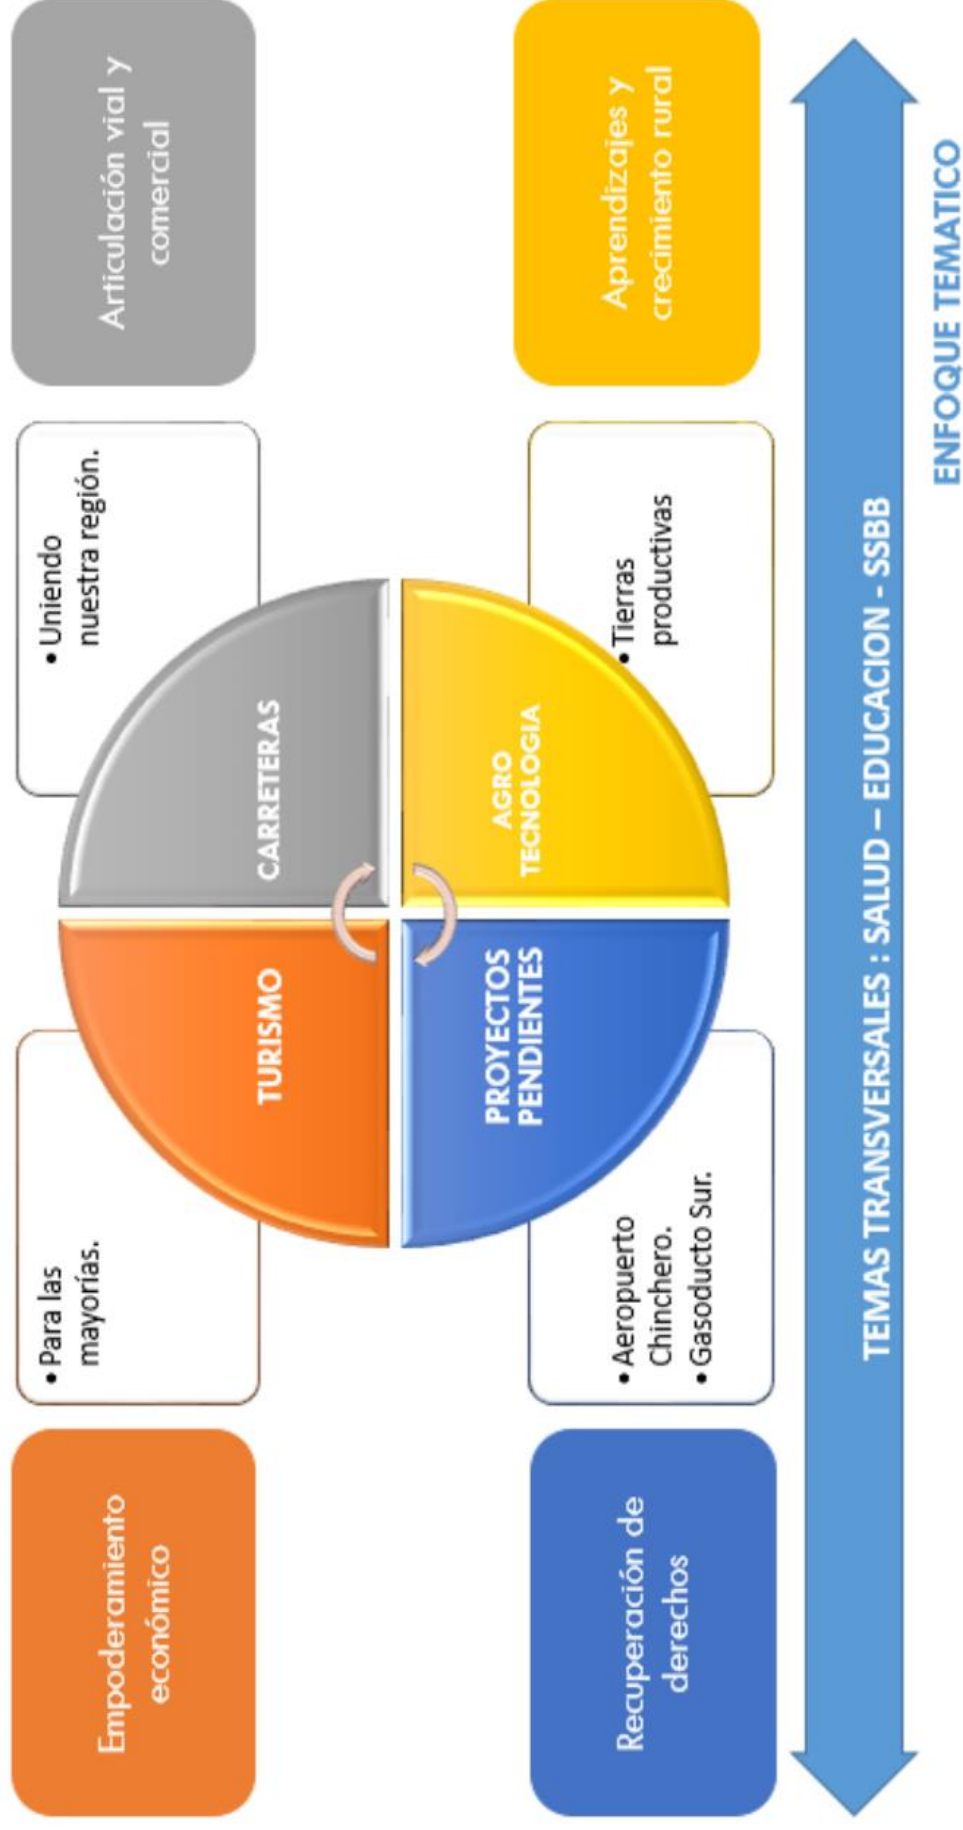 Empoderamiento
económico
• Para las
mayorías.
TURISMO
CARRETERAS
• Uniendo
nuestra región.
Articulación vial y
comercial
Recuperación de
derechos
• Aeropuerto
Chinchero.
• Gasoducto Sur.
PROYECTOS
PENDIENTES
AGRO
TECNOLOGIA
• Tierras
productivas
Aprendizajes y
crecimiento rural
TEMAS TRANSVERSALES : SALUD – EDUCACION - SSBB
ENFOQUE TEMATICO